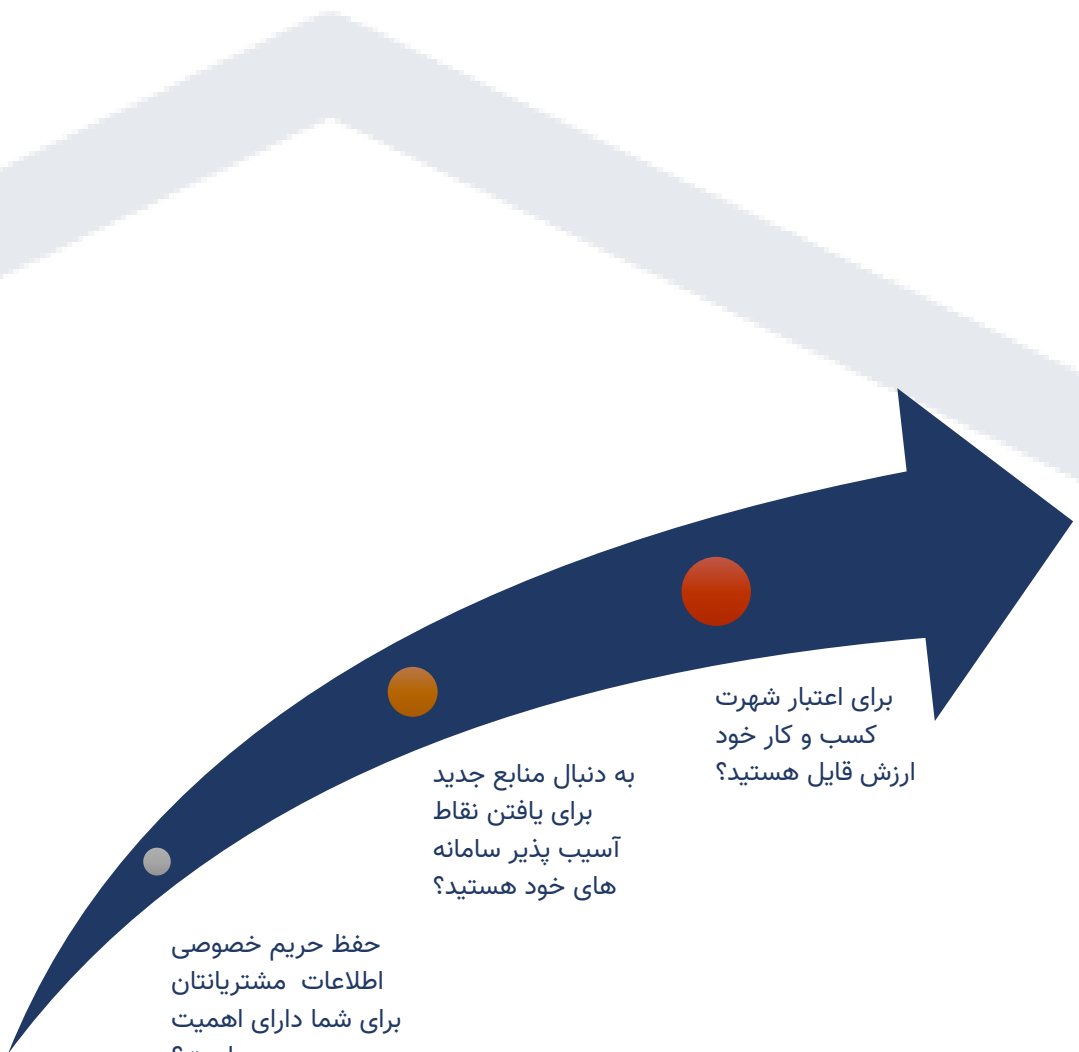 برای اعتبار شهرت
کسب و کار خود
ارزش قایل هستید؟
به دنبال منابع جدید
برای یافتن نقاط
آسیب پذیر سامانه
های خود هستید؟
حفظ حریم خصوصی
اطلاعات مشتریانتان
برای شما دارای اهمیت